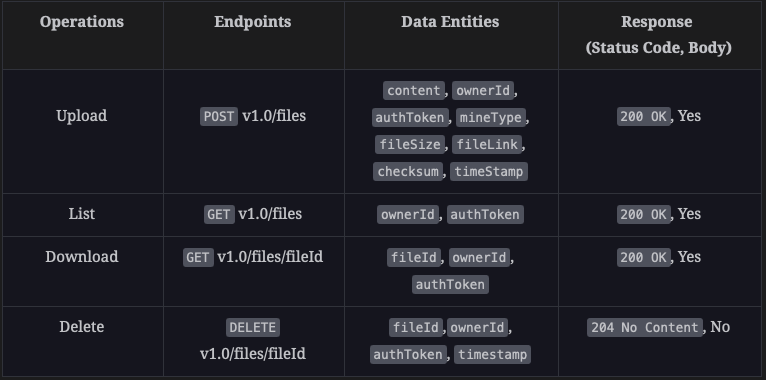 Operations
Endpoints
Data Entities
Response
(Status Code, Body)
Upload
POST v1.0/files
content, ownerId,
authToken, mineType,
fileSize, fileLink,
checksum, timeStamp
200 OK, Yes
List
GET v1.0/files
ownerId, authToken
200 OK, Yes
Download
GET v1.0/files/fileId
fileId, ownerId,
authToken
200 OK, Yes
Delete
DELETE
v1.0/files/fileId
fileId,ownerId,
authToken, timestamp
204 No Content, No